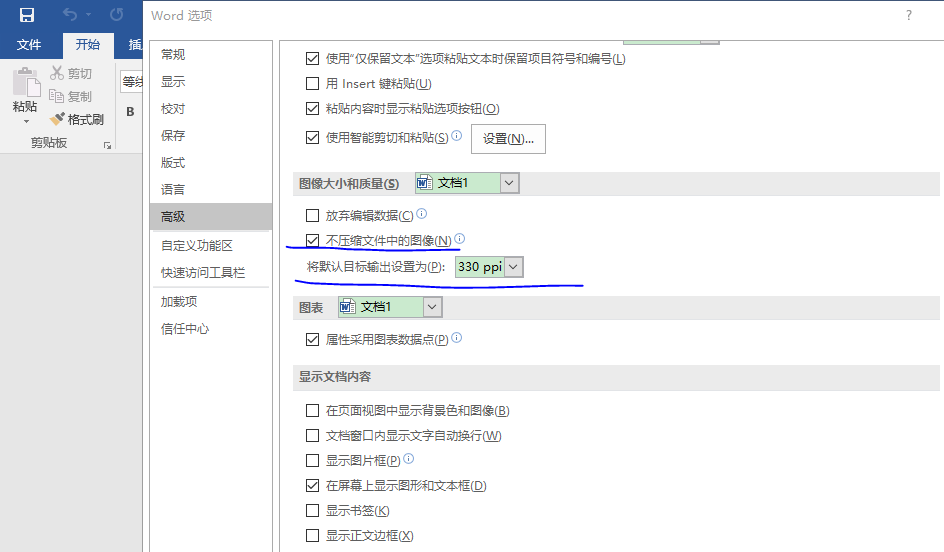 Word 选项
?
文件
开始
插
粘贴
剪切
复制
格式刷
剪贴板
等线
B
常规
显示
校对
保存
版式
语言
高级
自定义功能区
快速访问工具栏
加载项
信任中心
使用“仅保留文本”选项粘贴文本时保留项目符号和编号(L)
用 Insert 键粘贴(U)
粘贴内容时显示粘贴选项按钮(O)
使用智能剪切和粘贴(S)
设置(N)...
图像大小和质量(S) 文档1
放弃编辑数据(C)
不压缩文件中的图像(N)
将默认目标输出设置为(P): 330 ppi
图表 文档1
属性采用图表数据点(P)
显示文档内容
在页面视图中显示背景色和图像(B)
文档窗口内显示文字自动换行(W)
显示图片框(P)
在屏幕上显示图形和文本框(D)
显示书签(K)
显示正文边框(X)